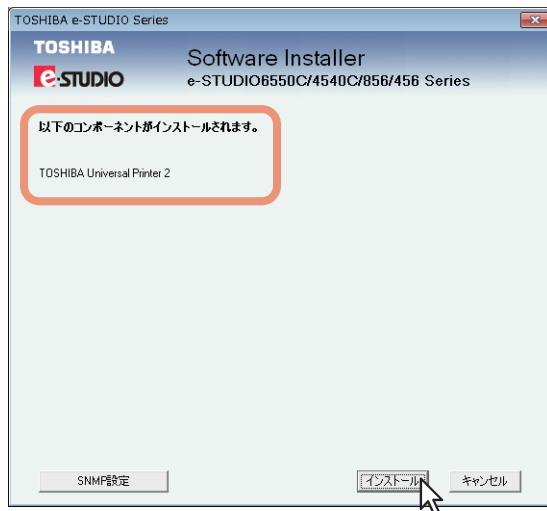 TOSHIBA e-STUDIO Series
TOSHIBA
e-STUDIO
Software Installer
e-STUDIO6550C/4540C/856/456 Series
以下のコンポーネントがインストールされます。
TOSHIBA Universal Printer 2
SNMP設定
インストール
キャンセル